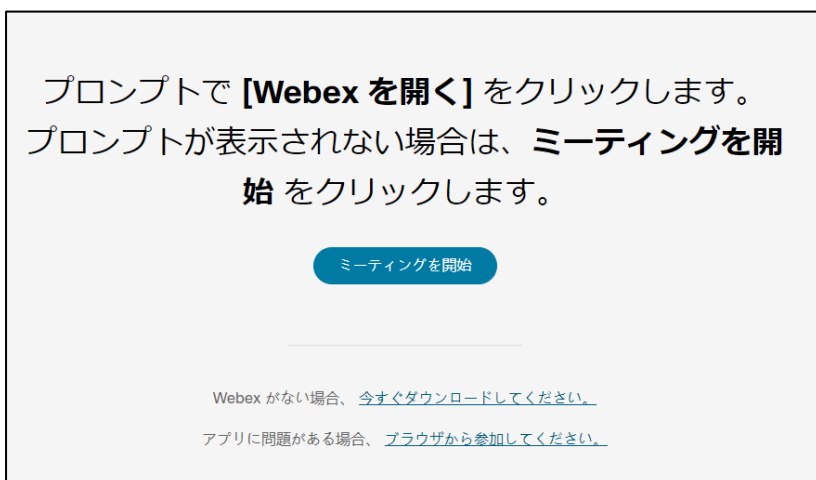 プロンプトで [Webex を開く] をクリックします。
プロンプトが表示されない場合は、ミーティングを開
始 をクリックします。
ミーティングを開始
Webex がない場合、 今すぐダウンロードしてください。
アプリに問題がある場合、 ブラウザから参加してください。